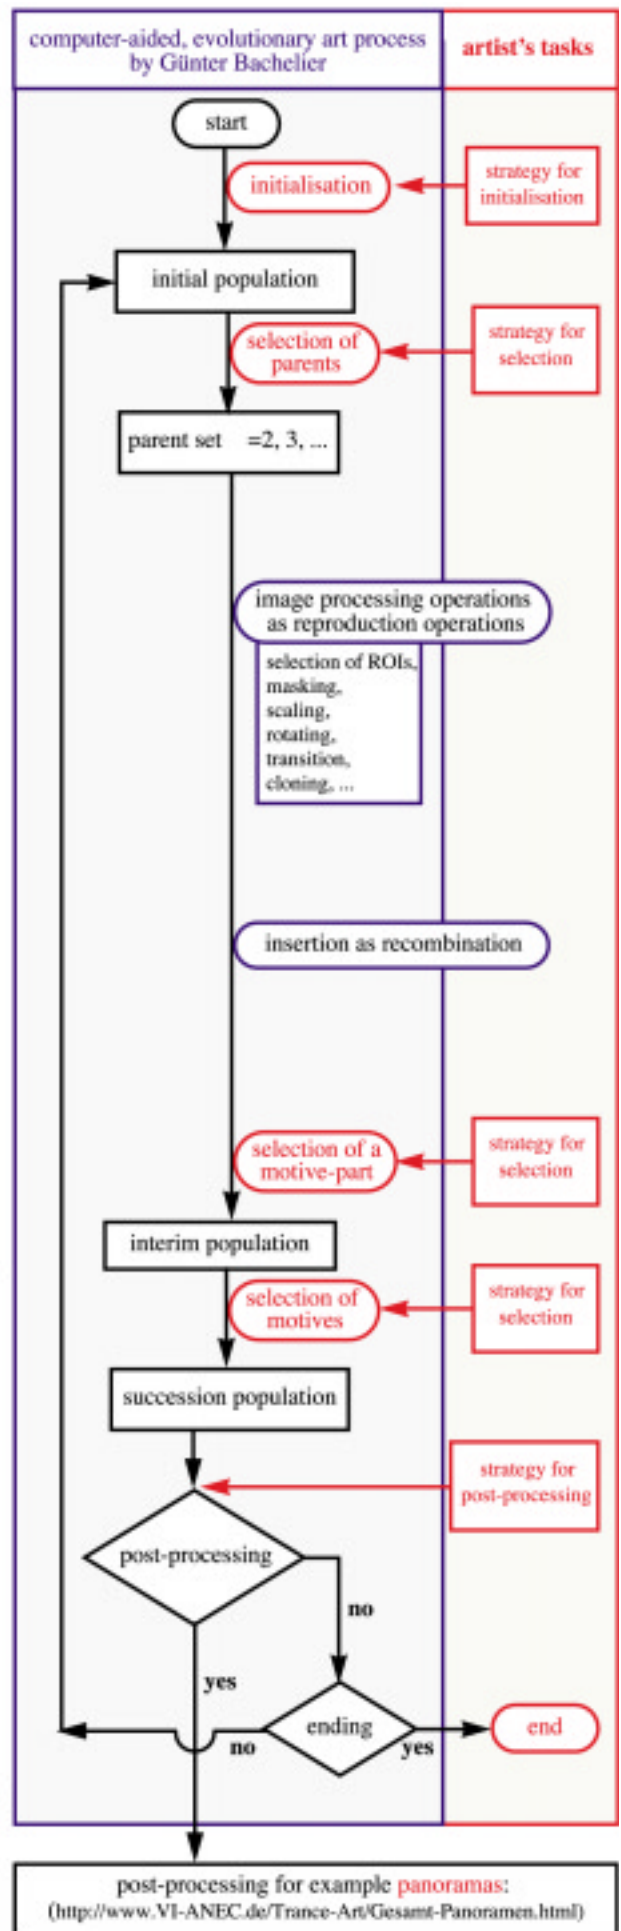 computer-aided, evolutionary art process
by Günter Bachelier
artist's tasks
start
initialisation
strategy for
initialisation
initial population
selection of
parents
strategy for
selection
parent set =2, 3, ...
image processing operations
as reproduction operations
selection of ROIs,
masking,
scaling,
rotating,
transition,
cloning, ...
insertion as recombination
selection of a
motive-part
strategy for
selection
interim population
selection of
motives
strategy for
selection
succession population
strategy for
post-processing
post-processing
no
yes
ending
no
yes
end
post-processing for example panoramas:
(http://www.VI-ANEC.de/Trance-Art/Gesamt-Panoramen.html)